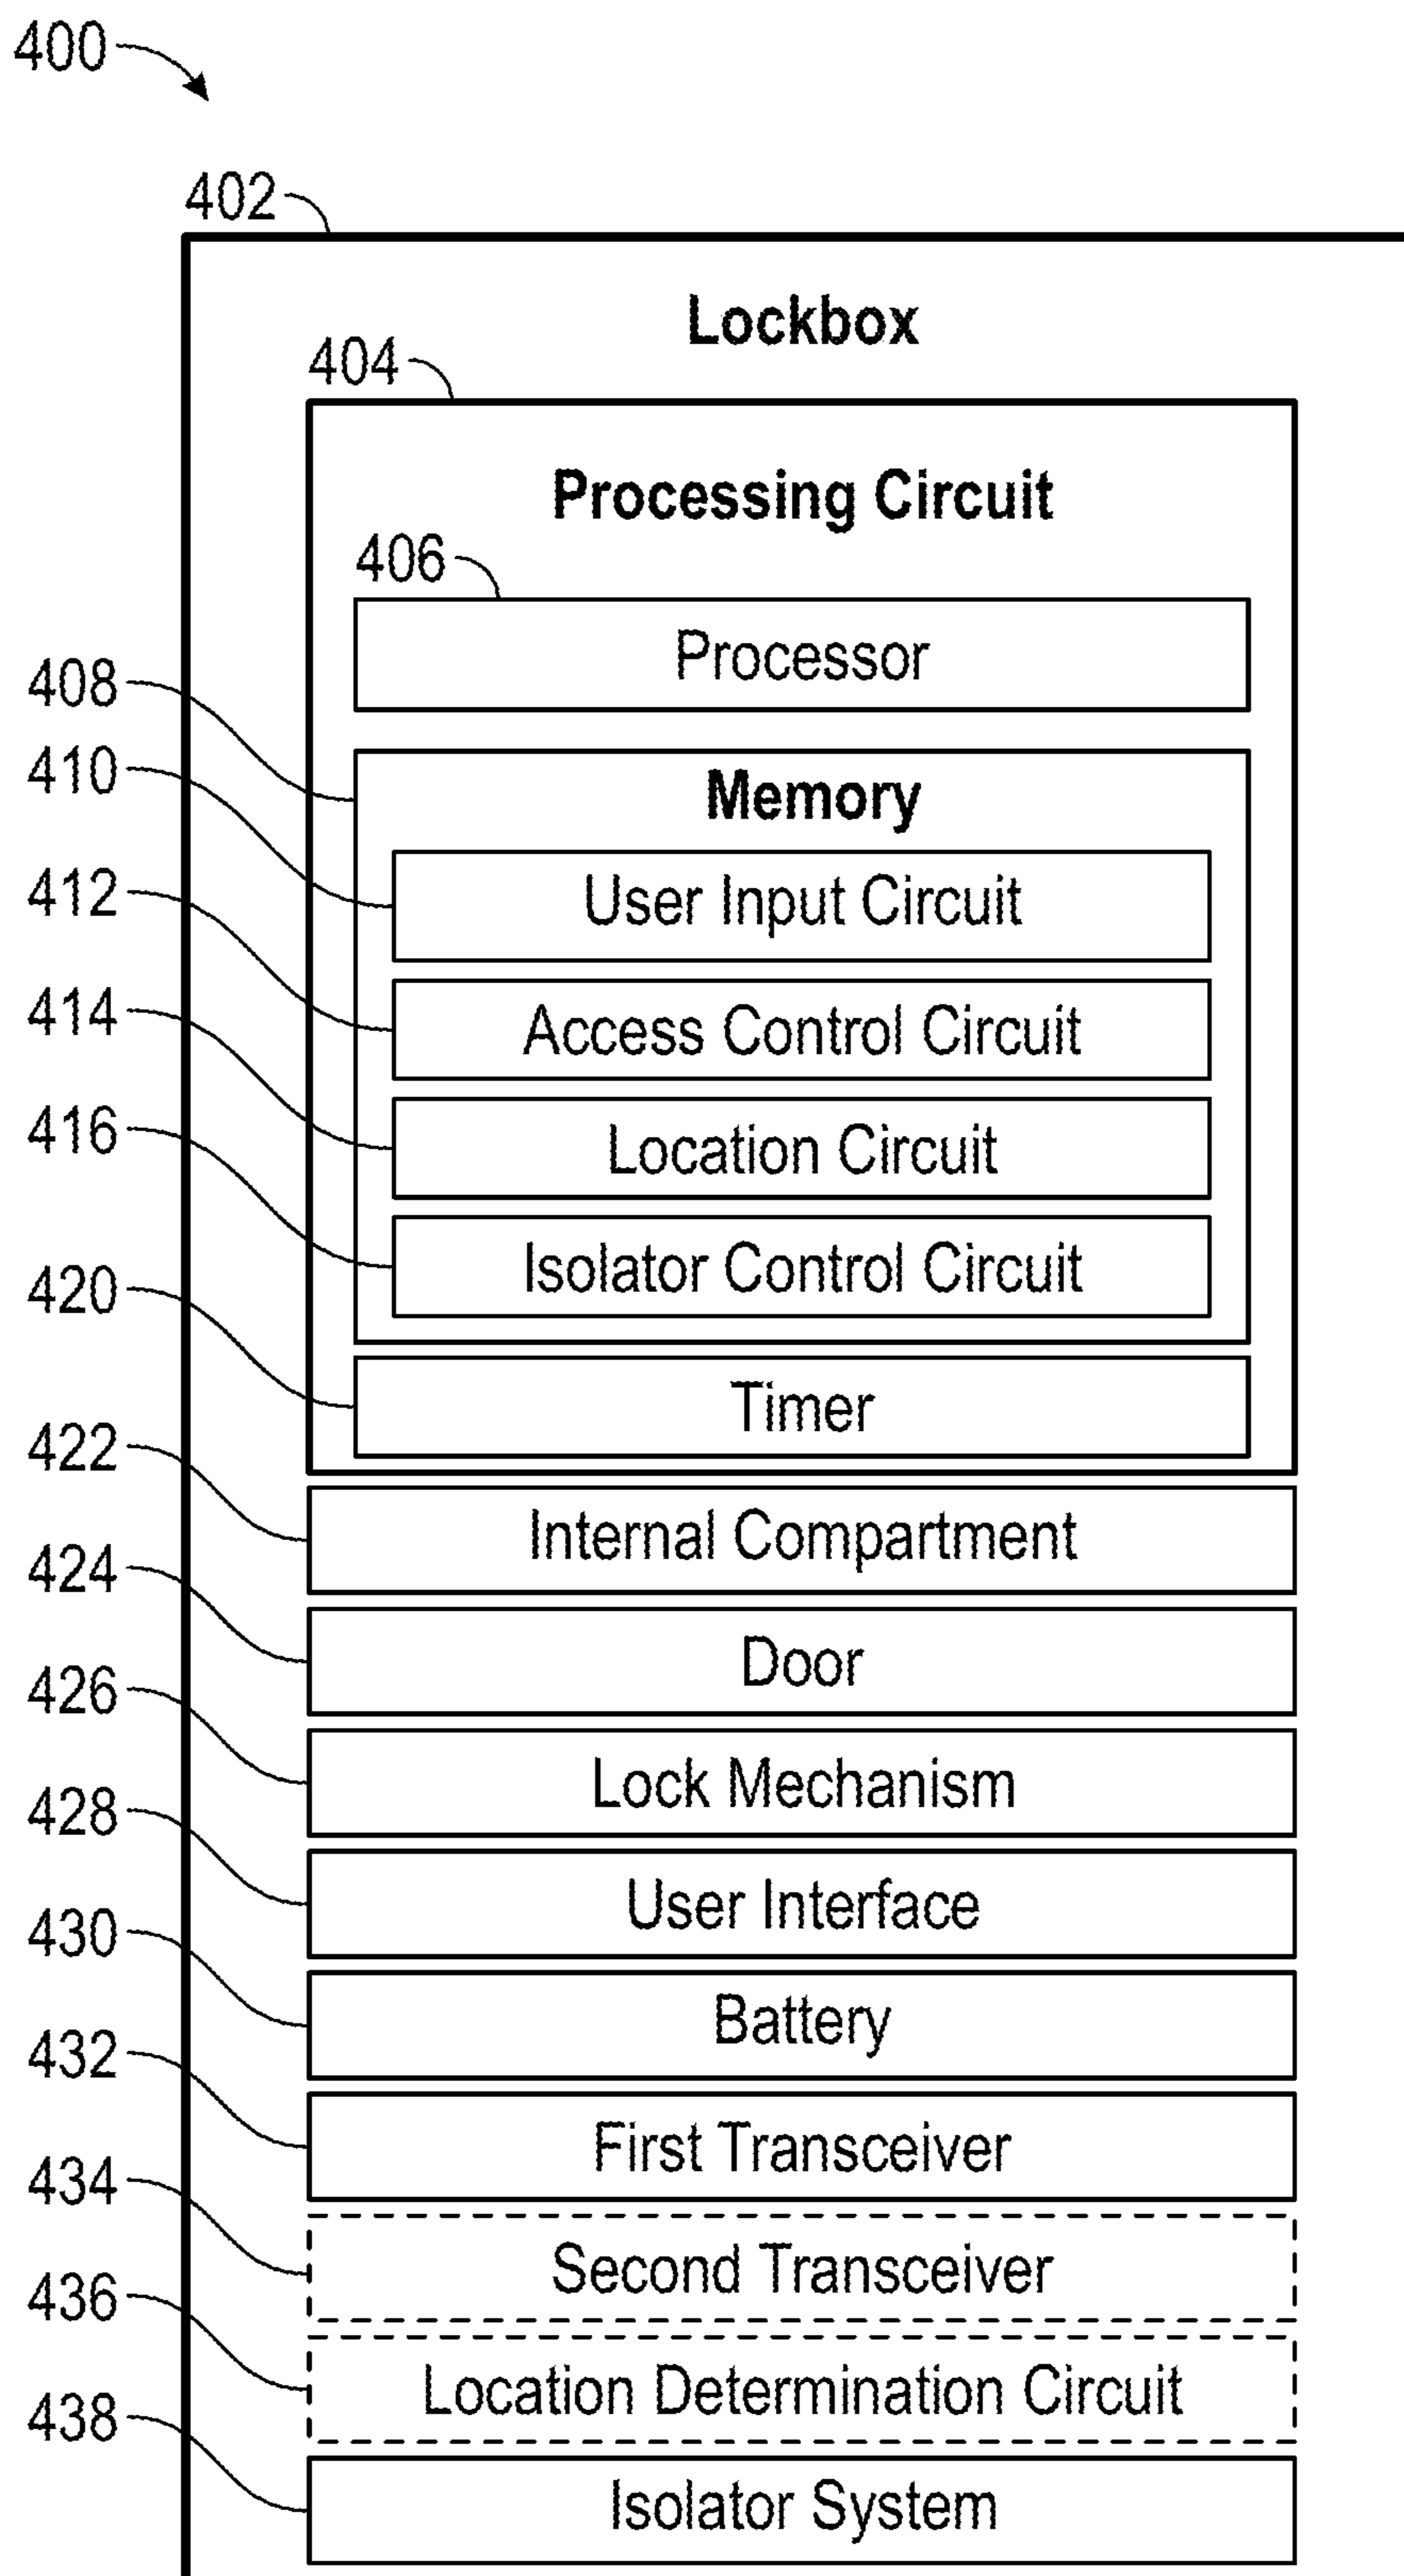 400
402
Lockbox
404
Processing Circuit
406
Processor
408
Memory
410
User Input Circuit
412
Access Control Circuit
414
Location Circuit
416
Isolator Control Circuit
420
Timer
422
Internal Compartment
424
Door
426
Lock Mechanism
428
User Interface
430
Battery
432
First Transceiver
434
Second Transceiver
436
Location Determination Circuit
438
Isolator System